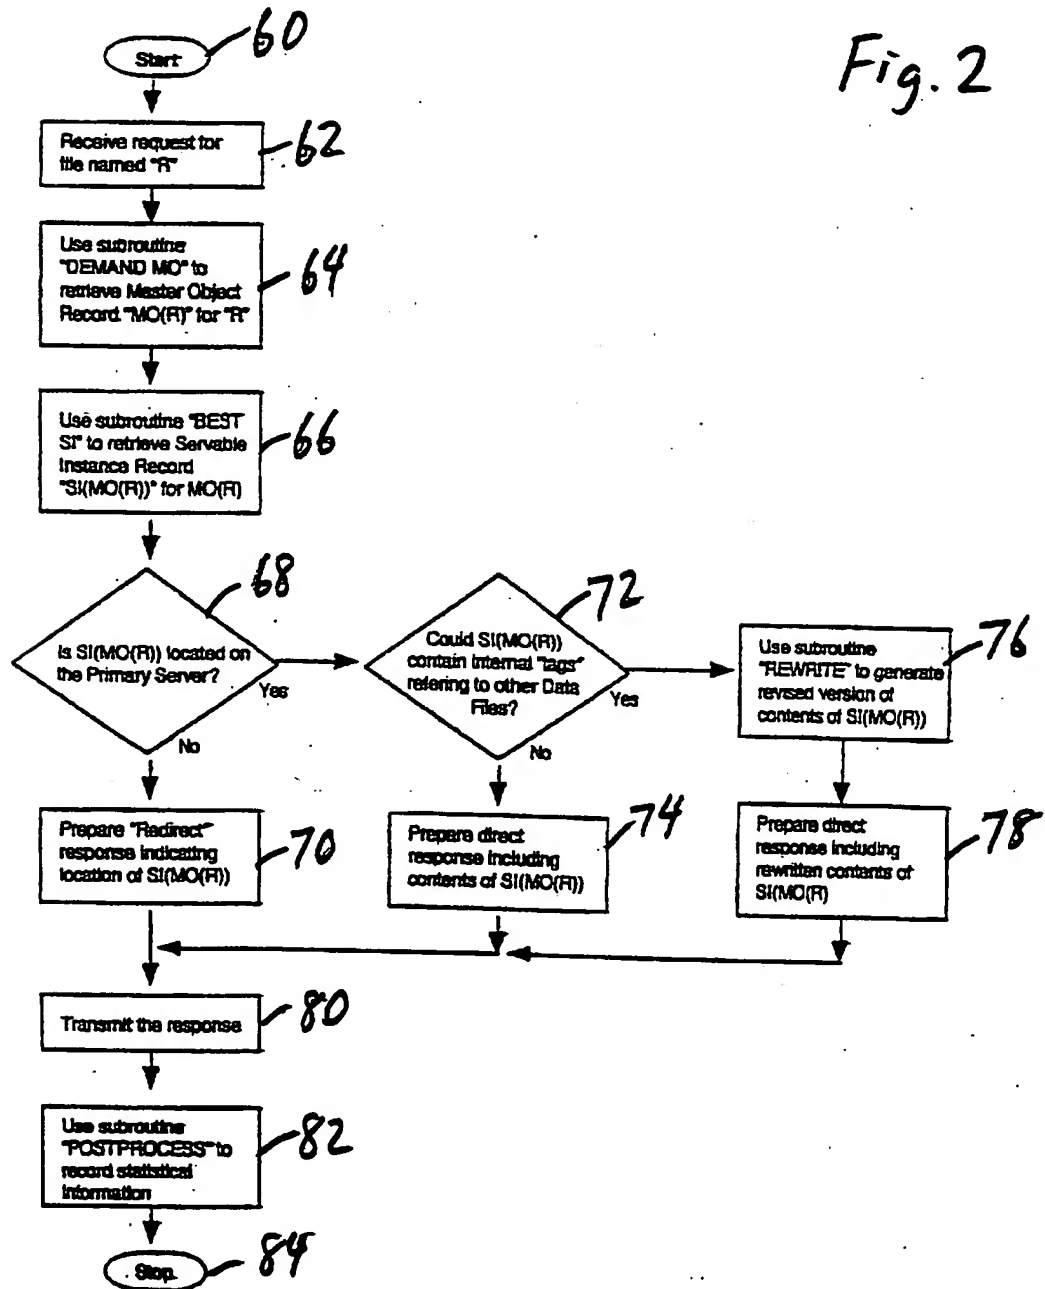 Fig. 2
Start
60
Receive request for
file named "R"
62
Use subroutine
"DEMAND MO" to
retrieve Master Object
Record "MO(R)" for "R"
64
Use subroutine "BEST
SI" to retrieve Servable
Instance Record
"SI(MO(R))" for MO(R)
66
Is SI(MO(R)) located on
the Primary Server?
68
Yes
No
Could SI(MO(R))
contain internal "tags"
refering to other Data
Files?
72
Yes
No
Use subroutine
"REWRITE" to generate
revised version of
contents of SI(MO(R))
76
Prepare "Redirect"
response indicating
location of SI(MO(R))
70
Prepare direct
response including
contents of SI(MO(R))
74
Prepare direct
response including
rewritten contents of
SI(MO(R)
78
Transmit the response
80
Use subroutine
"POSTPROCESS" to
record statistical
information
82
Stop.
84